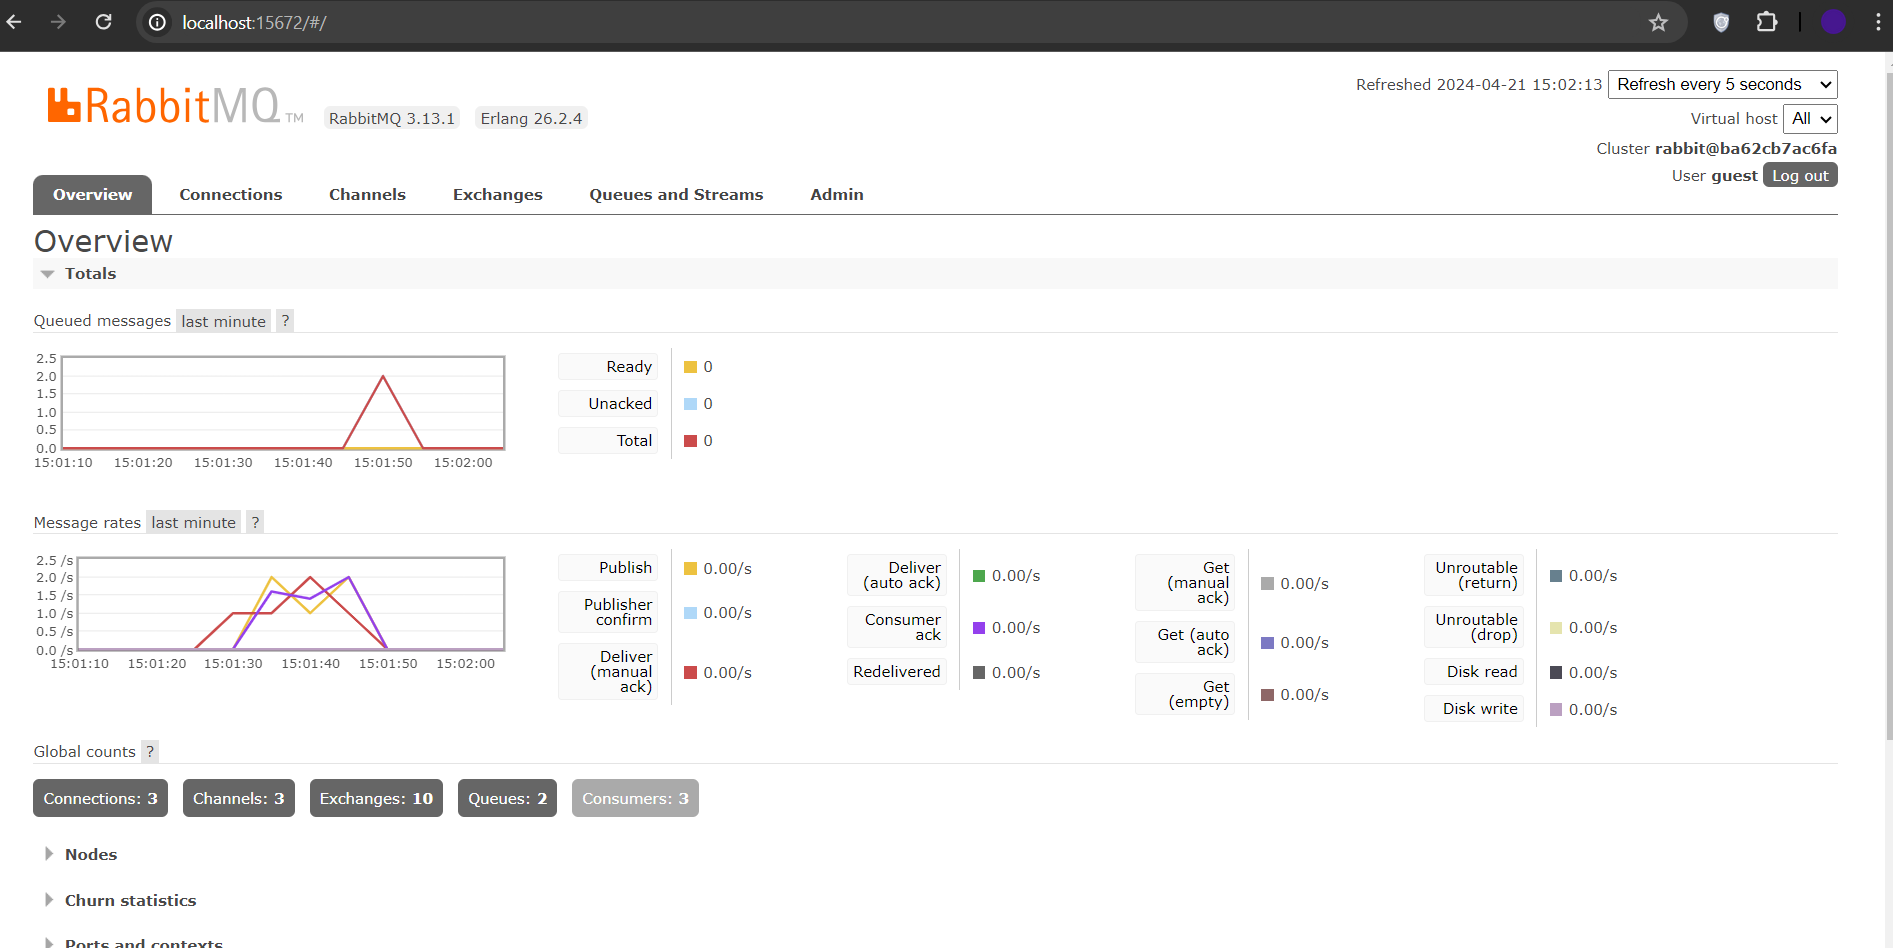 localhost:15672/#/
RabbitMQ TM RabbitMQ 3.13.1 Erlang 26.2.4
Refreshed 2024-04-21 15:02:13 Refresh every 5 seconds
Virtual host All
Cluster rabbit@ba62cb7ac6fa
User guest Log out
Overview Connections Channels Exchanges Queues and Streams Admin
Overview
Totals
Queued messages last minute ?
2.5
2.0
1.5
1.0
0.5
0.0
15:01:10 15:01:20 15:01:30 15:01:40 15:01:50 15:02:00
Ready 0
Unacked 0
Total 0
Message rates last minute ?
2.5 /s
2.0 /s
1.5 /s
1.0 /s
0.5 /s
0.0 /s
15:01:10 15:01:20 15:01:30 15:01:40 15:01:50 15:02:00
Publish 0.00/s
Publisher
confirm 0.00/s
Deliver
(manual
ack) 0.00/s
Deliver
(auto ack) 0.00/s
Consumer
ack 0.00/s
Redelivered 0.00/s
Get
(manual
ack) 0.00/s
Get (auto
ack) 0.00/s
Get
(empty) 0.00/s
Unroutable
(return) 0.00/s
Unroutable
(drop) 0.00/s
Disk read 0.00/s
Disk write 0.00/s
Global counts ?
Connections: 3 Channels: 3 Exchanges: 10 Queues: 2 Consumers: 3
Nodes
Churn statistics
Ports and contexts